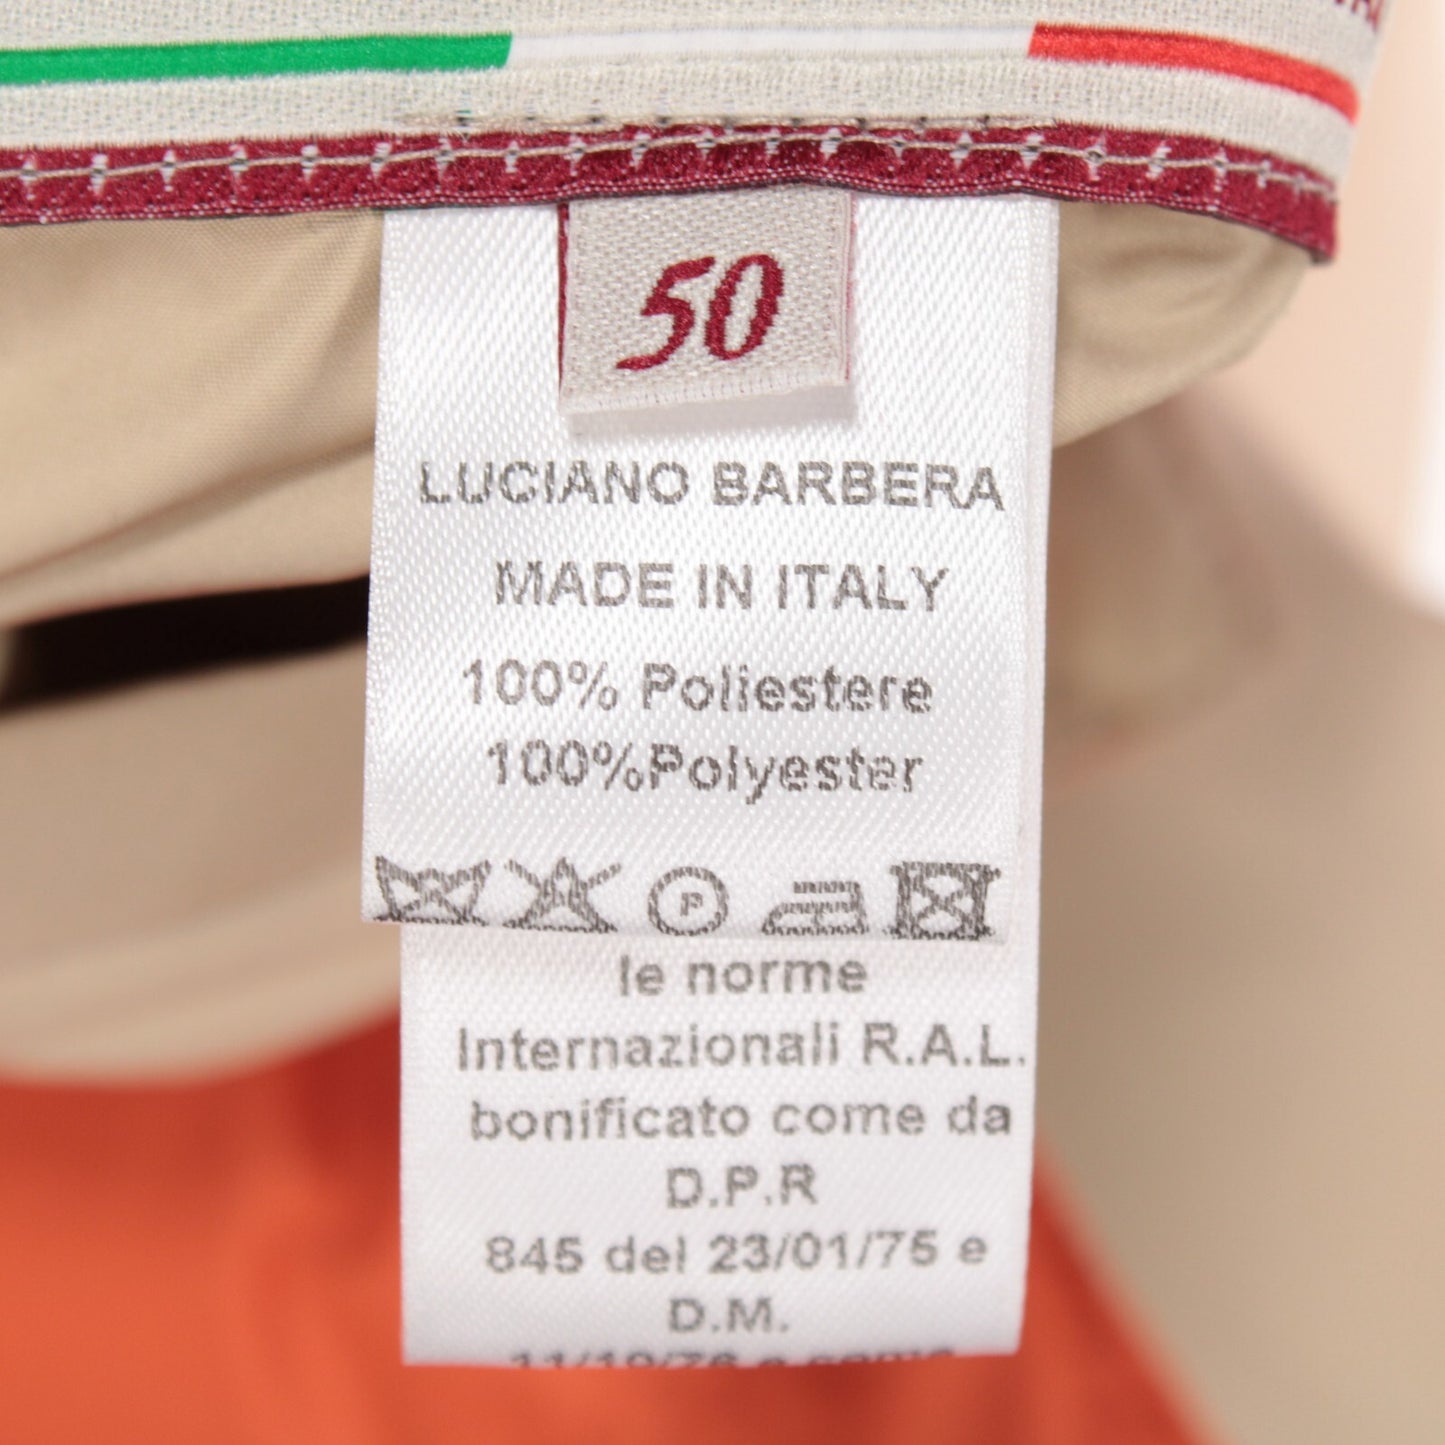 50
LUCIANO BARBERA
MADE IN ITALY
100% Poliestere
100%Polyester
P
le norme
Internazionali R.A.L.
bonificato come da
D.P.R
845 del 23/01/75 e
D.M.